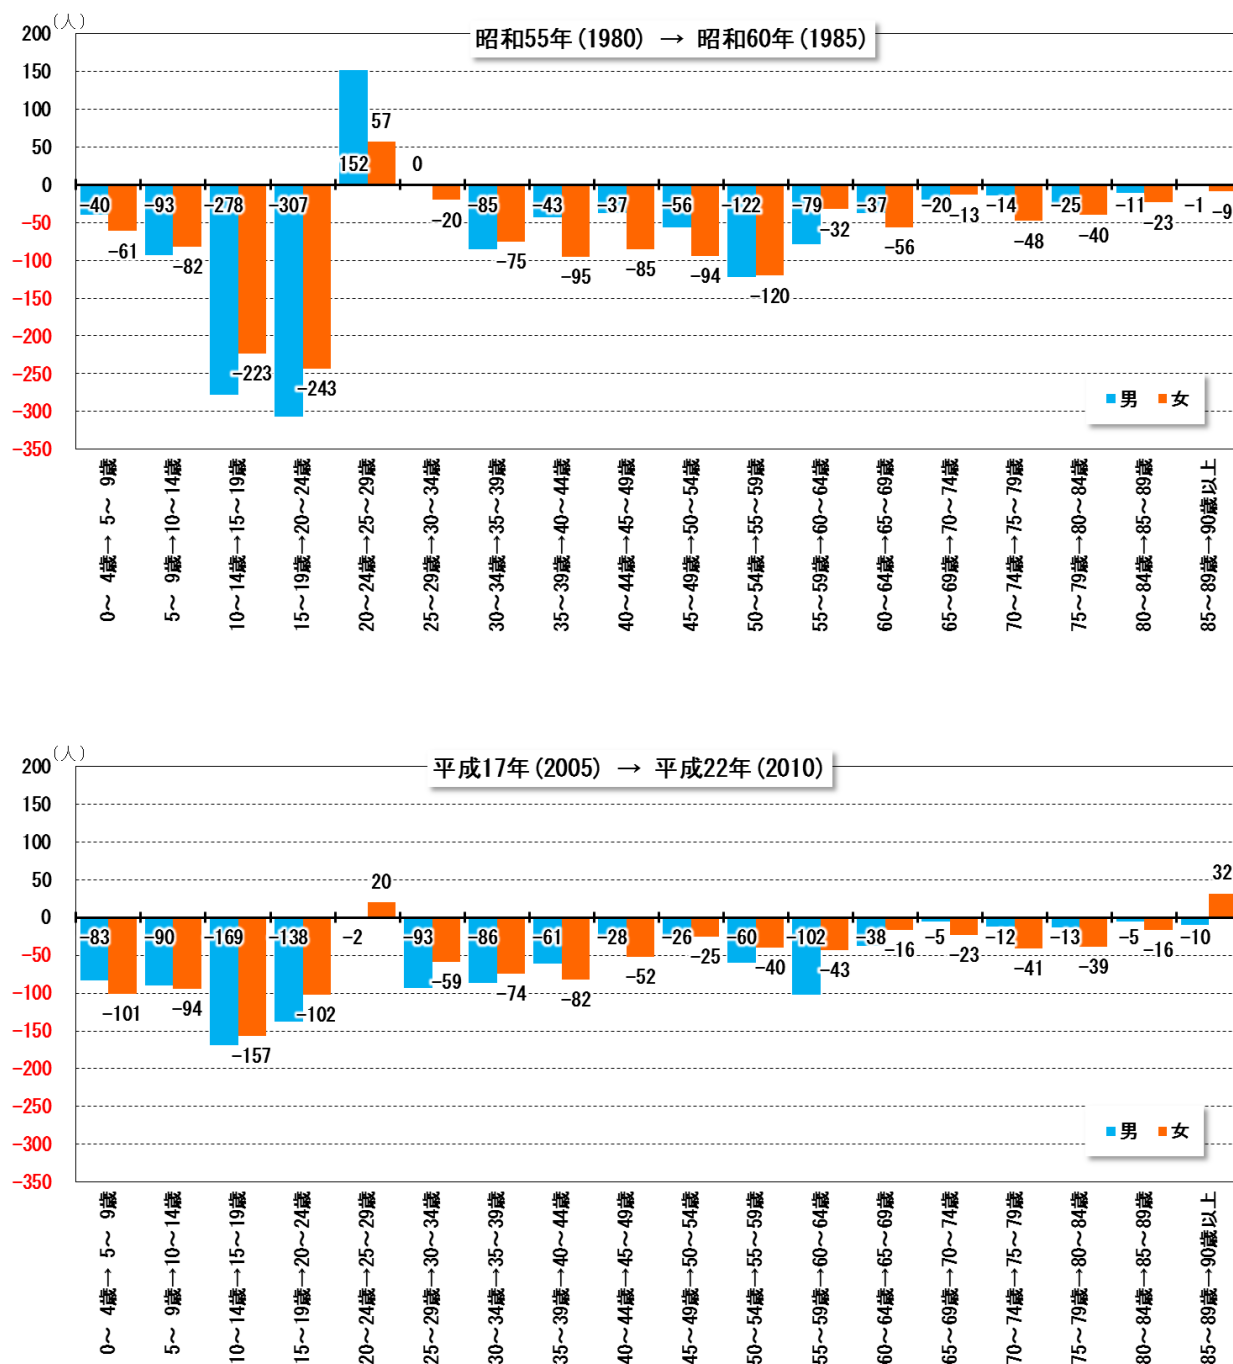 (人)
昭和55年(1980) → 昭和60年(1985)
200
150
100
50
0
-50
-100
-150
-200
-250
-300
-350
-40 -93 -278 -307 152 0 -85 -43 -37 -56 -122 -79 -37 -20 -14 -25 -11 -1
-61 -82 -223 -243 57 -20 -75 -95 -85 -94 -120 -32 -56 -13 -48 -40 -23 -9
男 女
0～ 4歳→ 5～ 9歳
5～ 9歳→10～14歳
10～14歳→15～19歳
15～19歳→20～24歳
20～24歳→25～29歳
25～29歳→30～34歳
30～34歳→35～39歳
35～39歳→40～44歳
40～44歳→45～49歳
45～49歳→50～54歳
50～54歳→55～59歳
55～59歳→60～64歳
60～64歳→65～69歳
65～69歳→70～74歳
70～74歳→75～79歳
75～79歳→80～84歳
80～84歳→85～89歳
85～89歳→90歳以上
(人)
平成17年(2005) → 平成22年(2010)
200
150
100
50
0
-50
-100
-150
-200
-250
-300
-350
-83 -90 -169 -138 -2 -93 -86 -61 -28 -26 -60 -102 -38 -5 -12 -13 -5 -10
-101 -94 -157 -102 20 -59 -74 -82 -52 -25 -40 -43 -16 -23 -41 -39 -16 32
男 女
0～ 4歳→ 5～ 9歳
5～ 9歳→10～14歳
10～14歳→15～19歳
15～19歳→20～24歳
20～24歳→25～29歳
25～29歳→30～34歳
30～34歳→35～39歳
35～39歳→40～44歳
40～44歳→45～49歳
45～49歳→50～54歳
50～54歳→55～59歳
55～59歳→60～64歳
60～64歳→65～69歳
65～69歳→70～74歳
70～74歳→75～79歳
75～79歳→80～84歳
80～84歳→85～89歳
85～89歳→90歳以上